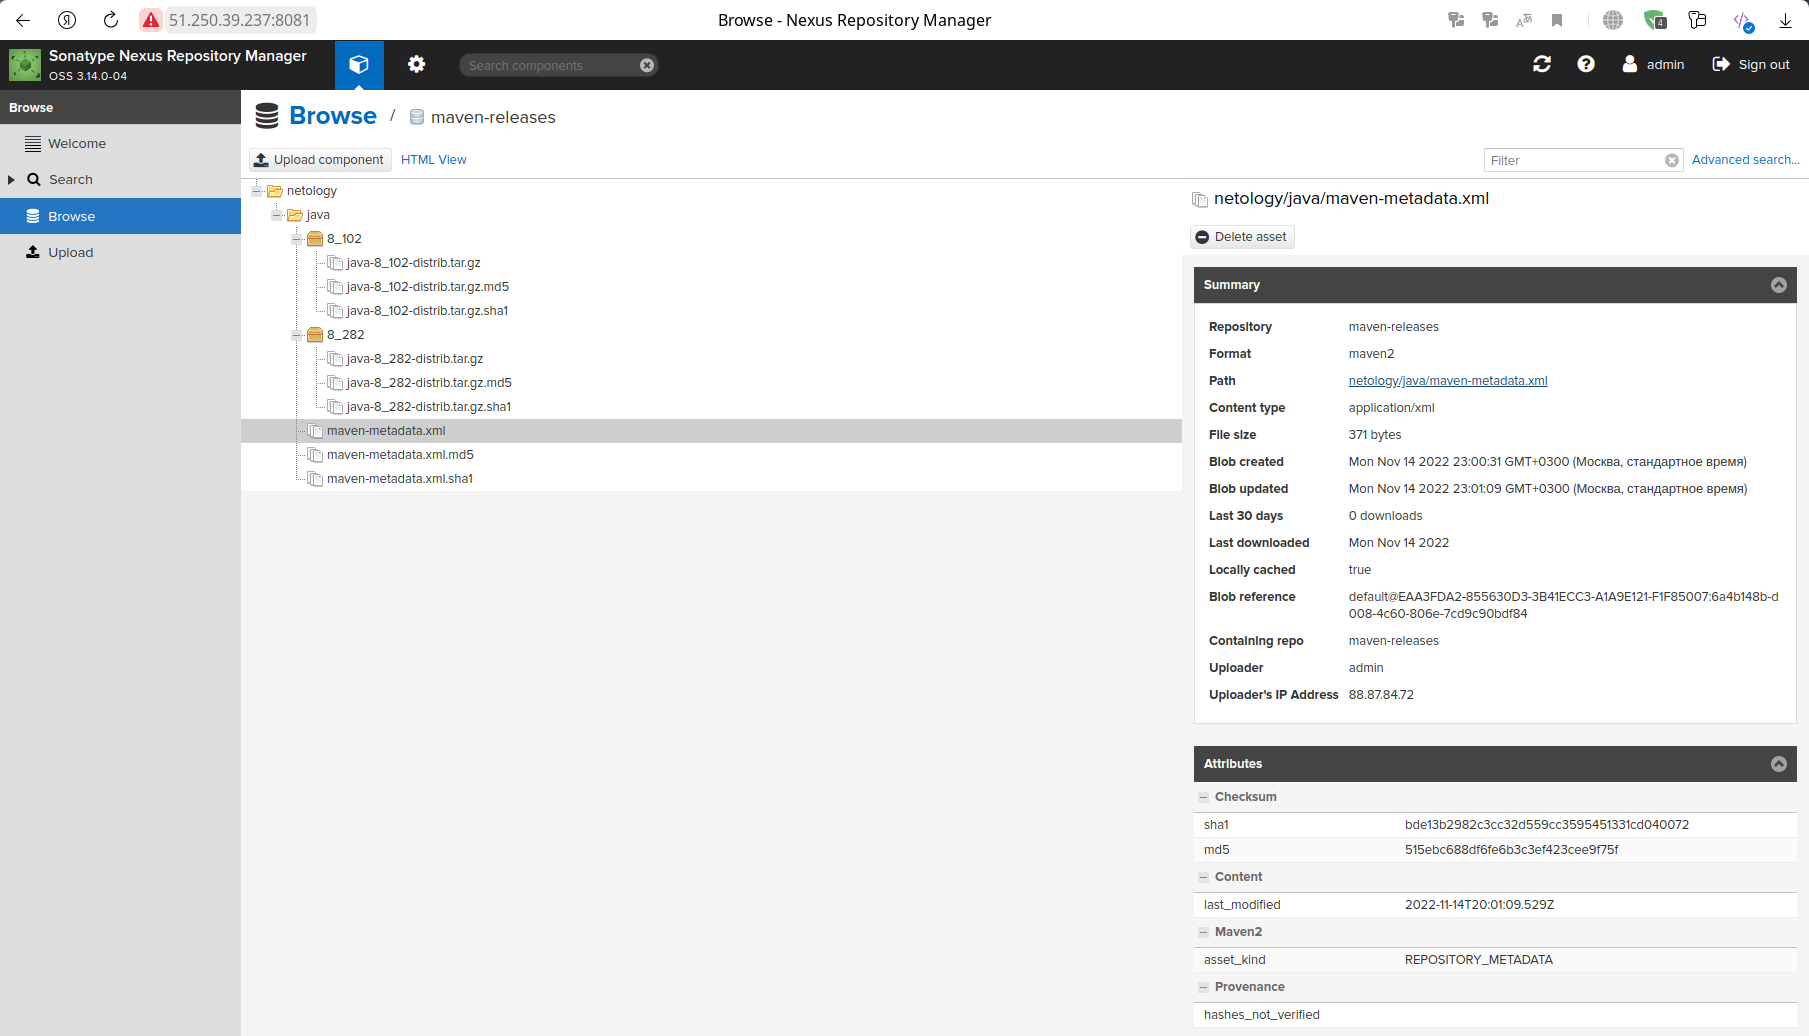 51.250.39.237:8081
Browse - Nexus Repository Manager
4
Sonatype Nexus Repository Manager
OSS 3.14.0-04
Search components
admin
Sign out
Browse
Welcome
Search
Browse
Upload
Browse / maven-releases
Upload component
HTML View
Filter
Advanced search...
netology
java
8_102
java-8_102-distrib.tar.gz
java-8_102-distrib.tar.gz.md5
java-8_102-distrib.tar.gz.sha1
8_282
java-8_282-distrib.tar.gz
java-8_282-distrib.tar.gz.md5
java-8_282-distrib.tar.gz.sha1
maven-metadata.xml
maven-metadata.xml.md5
maven-metadata.xml.sha1
netology/java/maven-metadata.xml
Delete asset
Summary
Repository maven-releases
Format maven2
Path netology/java/maven-metadata.xml
Content type application/xml
File size 371 bytes
Blob created Mon Nov 14 2022 23:00:31 GMT+0300 (Москва, стандартное время)
Blob updated Mon Nov 14 2022 23:01:09 GMT+0300 (Москва, стандартное время)
Last 30 days 0 downloads
Last downloaded Mon Nov 14 2022
Locally cached true
Blob reference default@EAA3FDA2-855630D3-3B41ECC3-A1A9E121-F1F85007:6a4b148b-d
008-4c60-806e-7cd9c90bdf84
Containing repo maven-releases
Uploader admin
Uploader's IP Address 88.87.84.72
Attributes
Checksum
sha1 bde13b2982c3cc32d559cc3595451331cd040072
md5 515ebc688df6fe6b3c3ef423cee9f75f
Content
last_modified 2022-11-14T20:01:09.529Z
Maven2
asset_kind REPOSITORY_METADATA
Provenance
hashes_not_verified